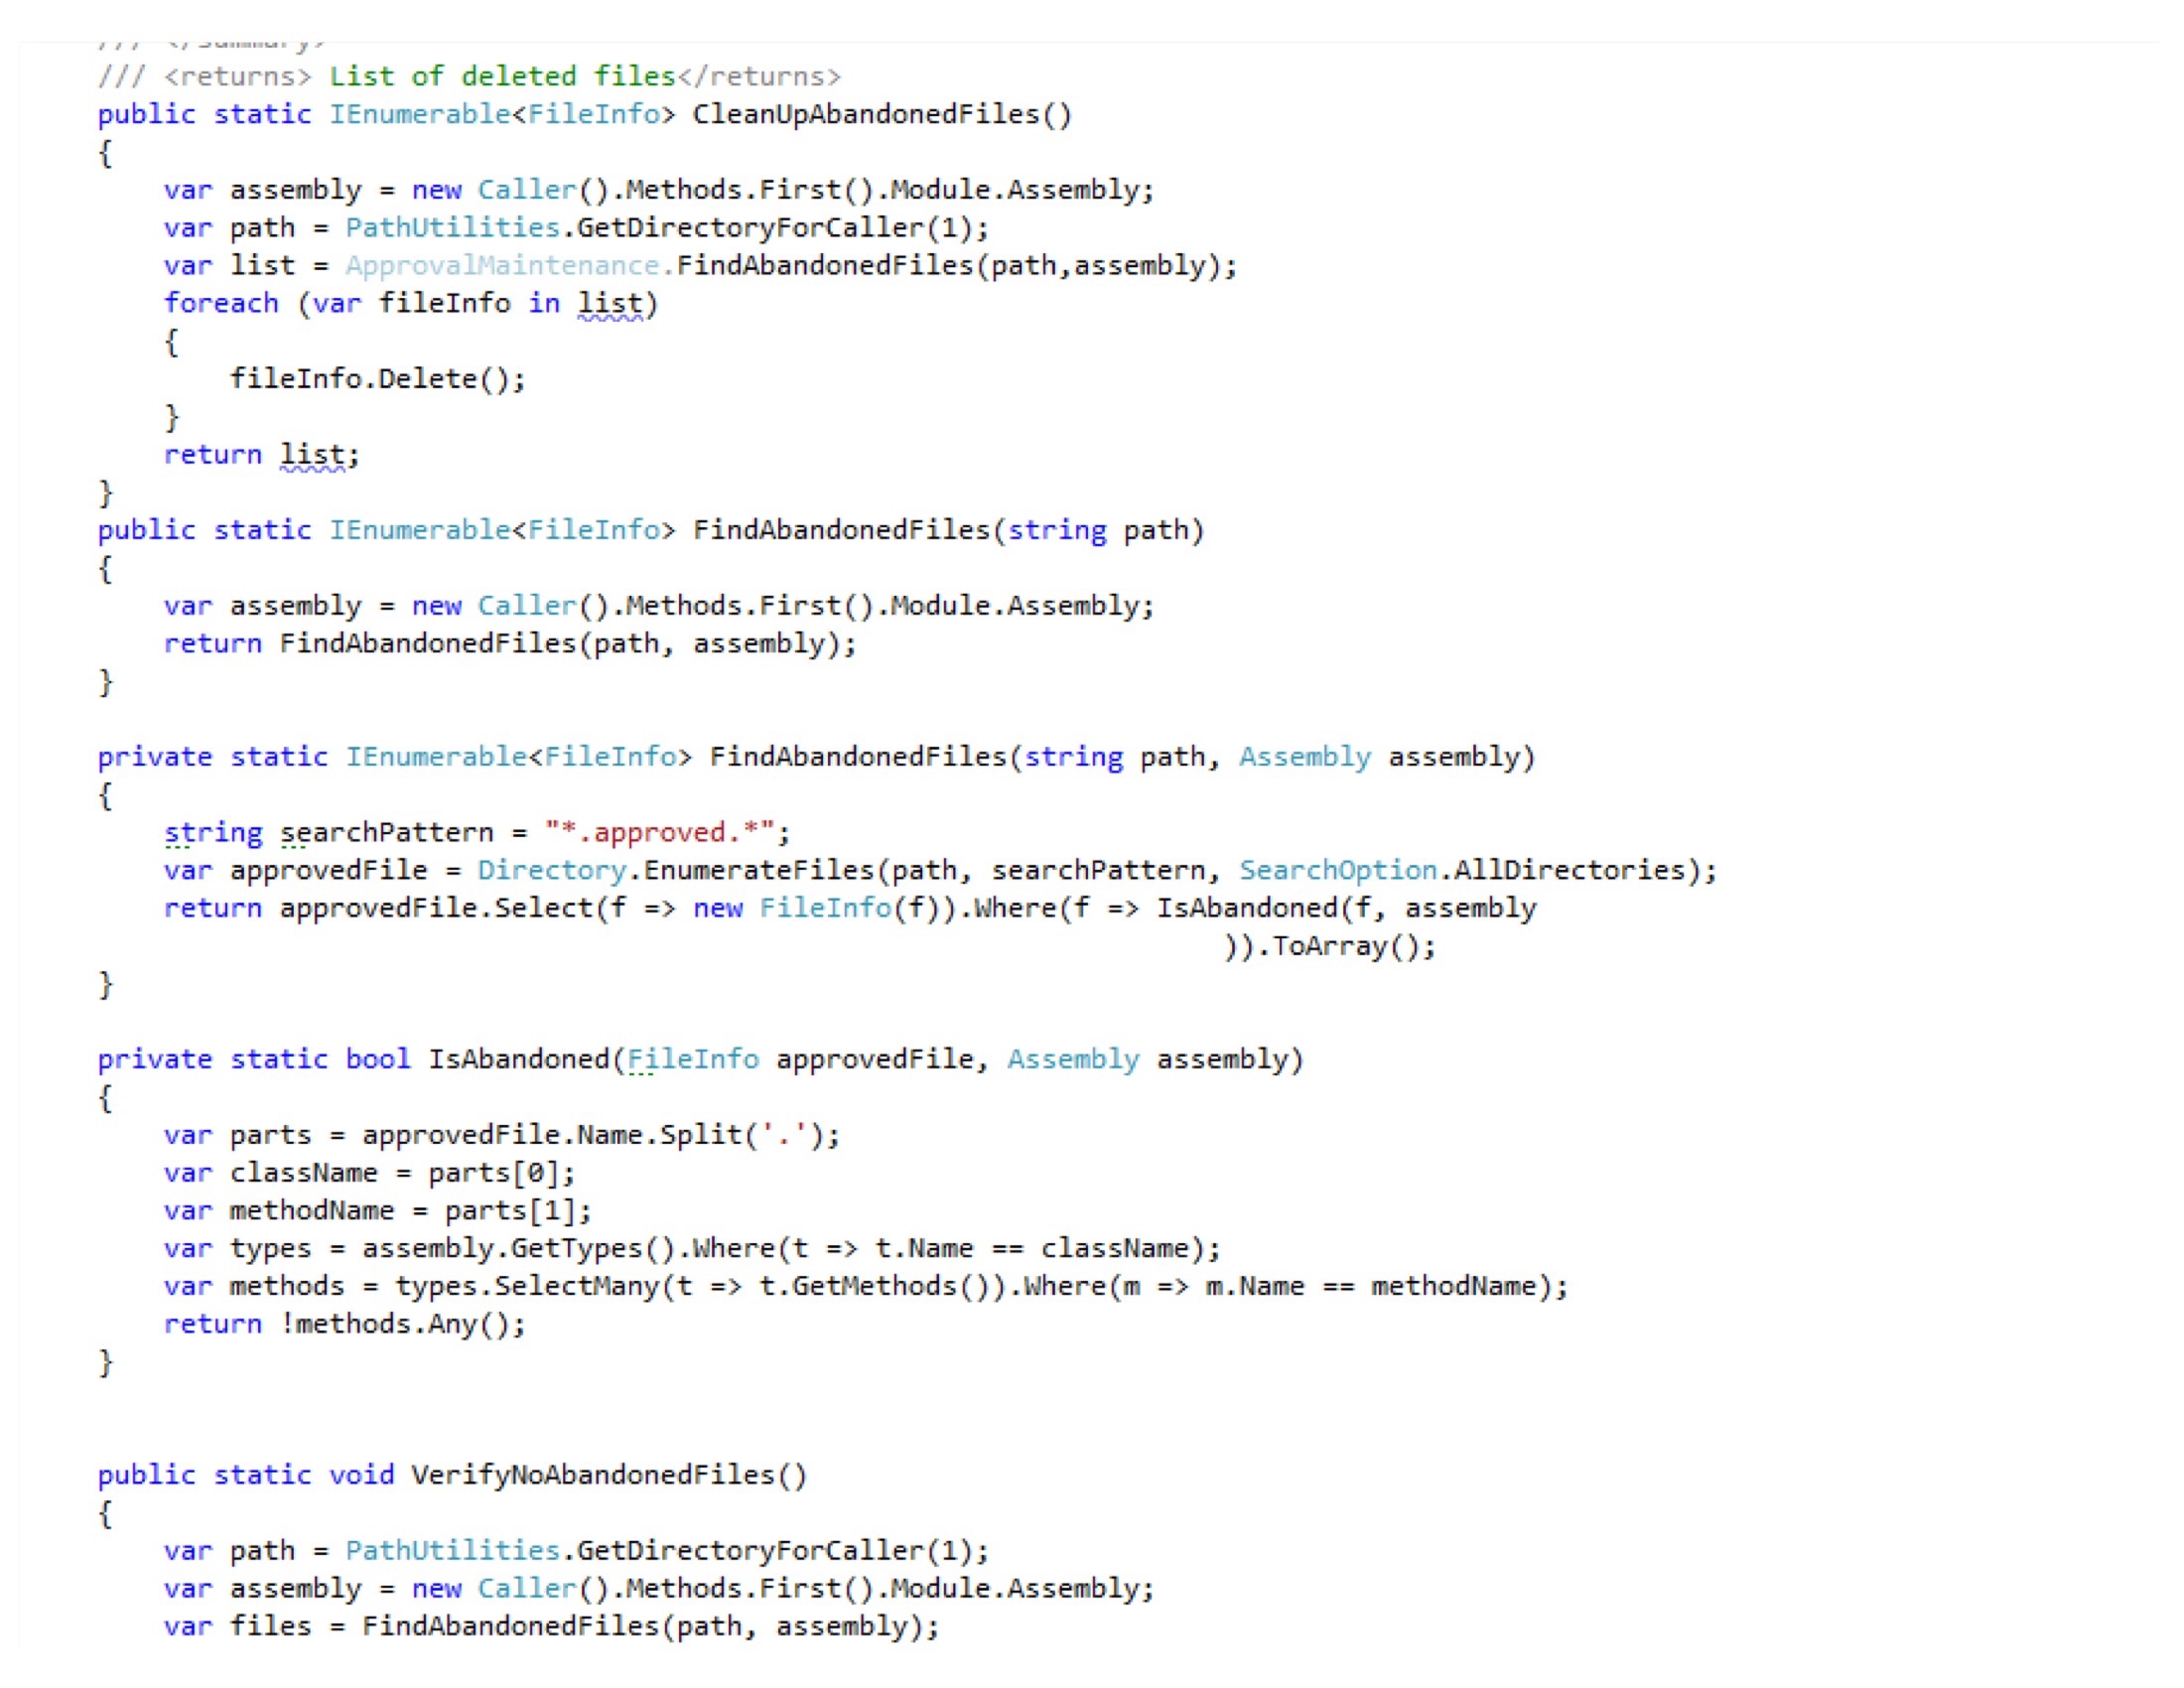 /// </summary>
/// <returns> List of deleted files</returns>
public static IEnumerable<FileInfo> CleanUpAbandonedFiles()
{
    var assembly = new Caller().Methods.First().Module.Assembly;
    var path = PathUtilities.GetDirectoryForCaller(1);
    var list = ApprovalMaintenance.FindAbandonedFiles(path,assembly);
    foreach (var fileInfo in list)
    {
        fileInfo.Delete();
    }
    return list;
}
public static IEnumerable<FileInfo> FindAbandonedFiles(string path)
{
    var assembly = new Caller().Methods.First().Module.Assembly;
    return FindAbandonedFiles(path, assembly);
}

private static IEnumerable<FileInfo> FindAbandonedFiles(string path, Assembly assembly)
{
    string searchPattern = "*.approved.*";
    var approvedFile = Directory.EnumerateFiles(path, searchPattern, SearchOption.AllDirectories);
    return approvedFile.Select(f => new FileInfo(f)).Where(f => IsAbandoned(f, assembly
                                                                    )).ToArray();
}

private static bool IsAbandoned(FileInfo approvedFile, Assembly assembly)
{
    var parts = approvedFile.Name.Split('.');
    var className = parts[0];
    var methodName = parts[1];
    var types = assembly.GetTypes().Where(t => t.Name == className);
    var methods = types.SelectMany(t => t.GetMethods()).Where(m => m.Name == methodName);
    return !methods.Any();
}

public static void VerifyNoAbandonedFiles()
{
    var path = PathUtilities.GetDirectoryForCaller(1);
    var assembly = new Caller().Methods.First().Module.Assembly;
    var files = FindAbandonedFiles(path, assembly);